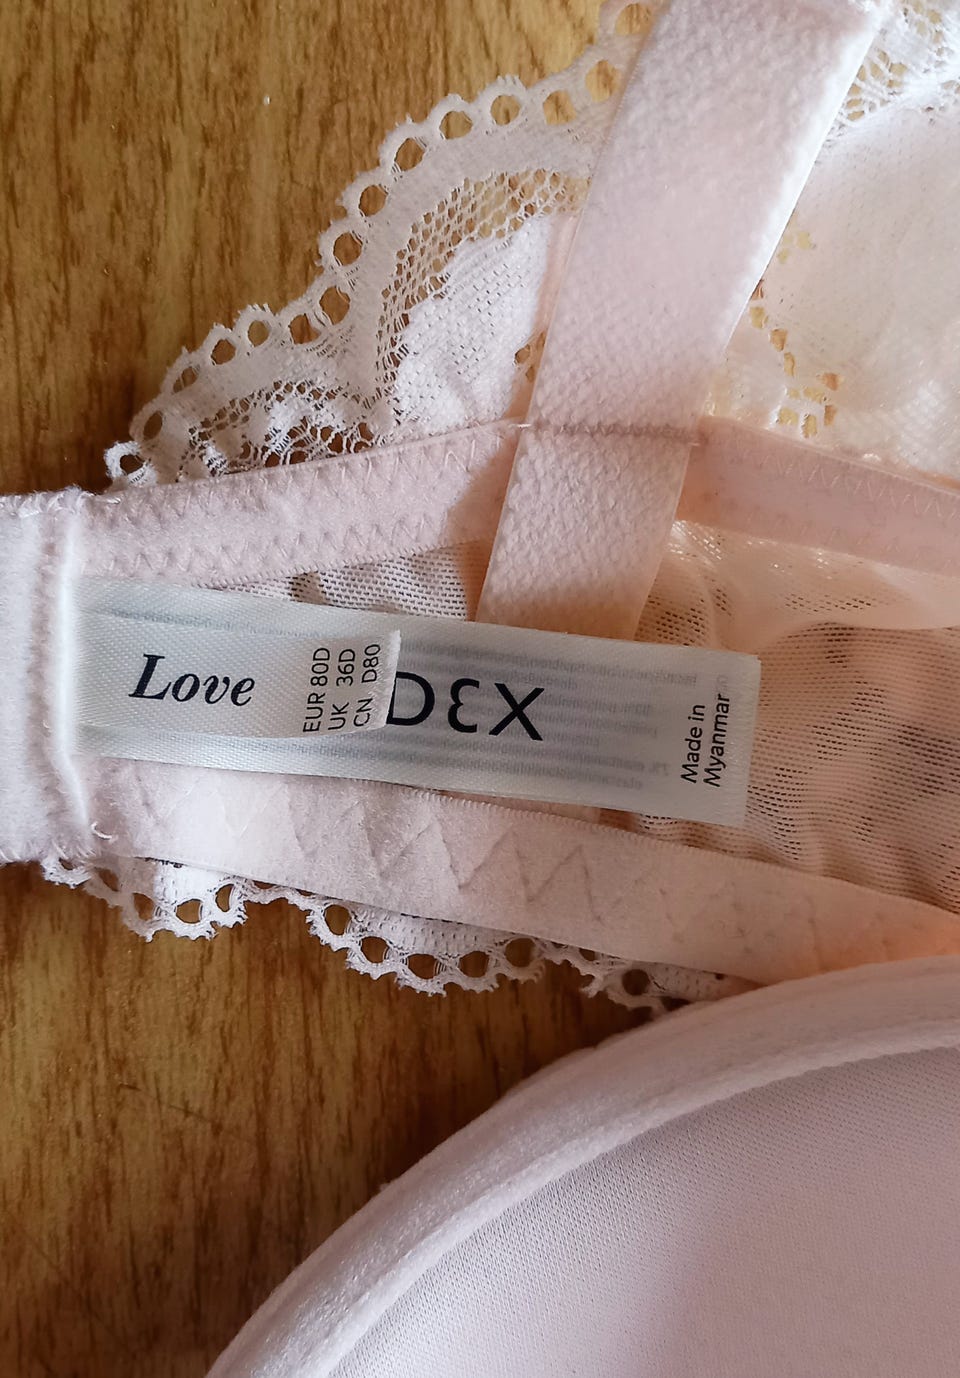 Love
EUR 80D
UK 36D
CN D80
DƐX
Made in
Myanmar